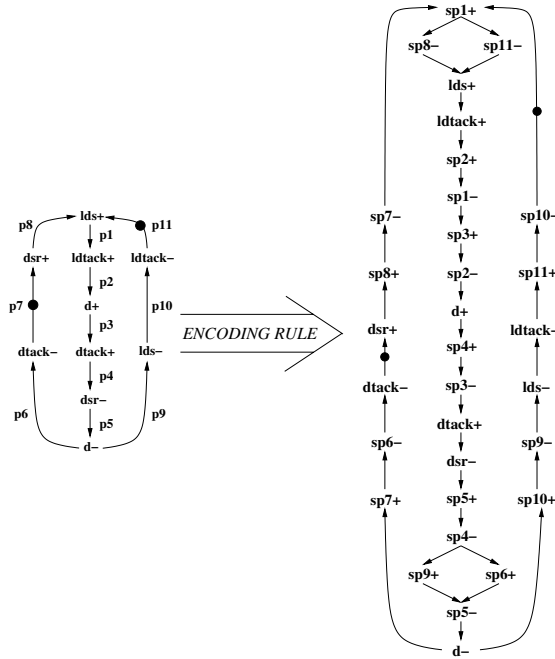 lds+
p8
p1
p11
dsr+
ldtack+
ldtack−
p2
p7
d+
p3
p10
dtack−
dtack+
lds−
p4
dsr−
p6
p5
p9
d−
ENCODING RULE
sp1+
sp8−
sp11−
lds+
ldtack+
sp2+
sp1−
sp7−
sp10−
sp3+
sp8+
sp2−
sp11+
d+
dsr+
sp4+
ldtack−
dtack−
sp3−
lds−
dtack+
sp6−
dsr−
sp9−
sp7+
sp5+
sp10+
sp4−
sp9+
sp6+
sp5−
d−